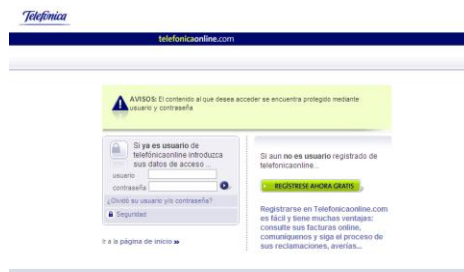 Telefónica
telefonicaonline.com
AVISOS: El contenido al que desea acceder se encuentra protegido mediante
usuario y contraseña
Si ya es usuario de
telefónicaonline introduzca
sus datos de acceso ...
usuario
contraseña
¿Olvidó su usuario y/o contraseña?
Seguridad
Ir a la página de inicio
Si aun no es usuario registrado de
telefonicaonline...
REGÍSTRESE AHORA GRATIS
Registrarse en Telefonicaonline.com
es fácil y tiene muchas ventajas:
consulte sus facturas online,
comuníquenos y siga el proceso de
sus reclamaciones, averías...